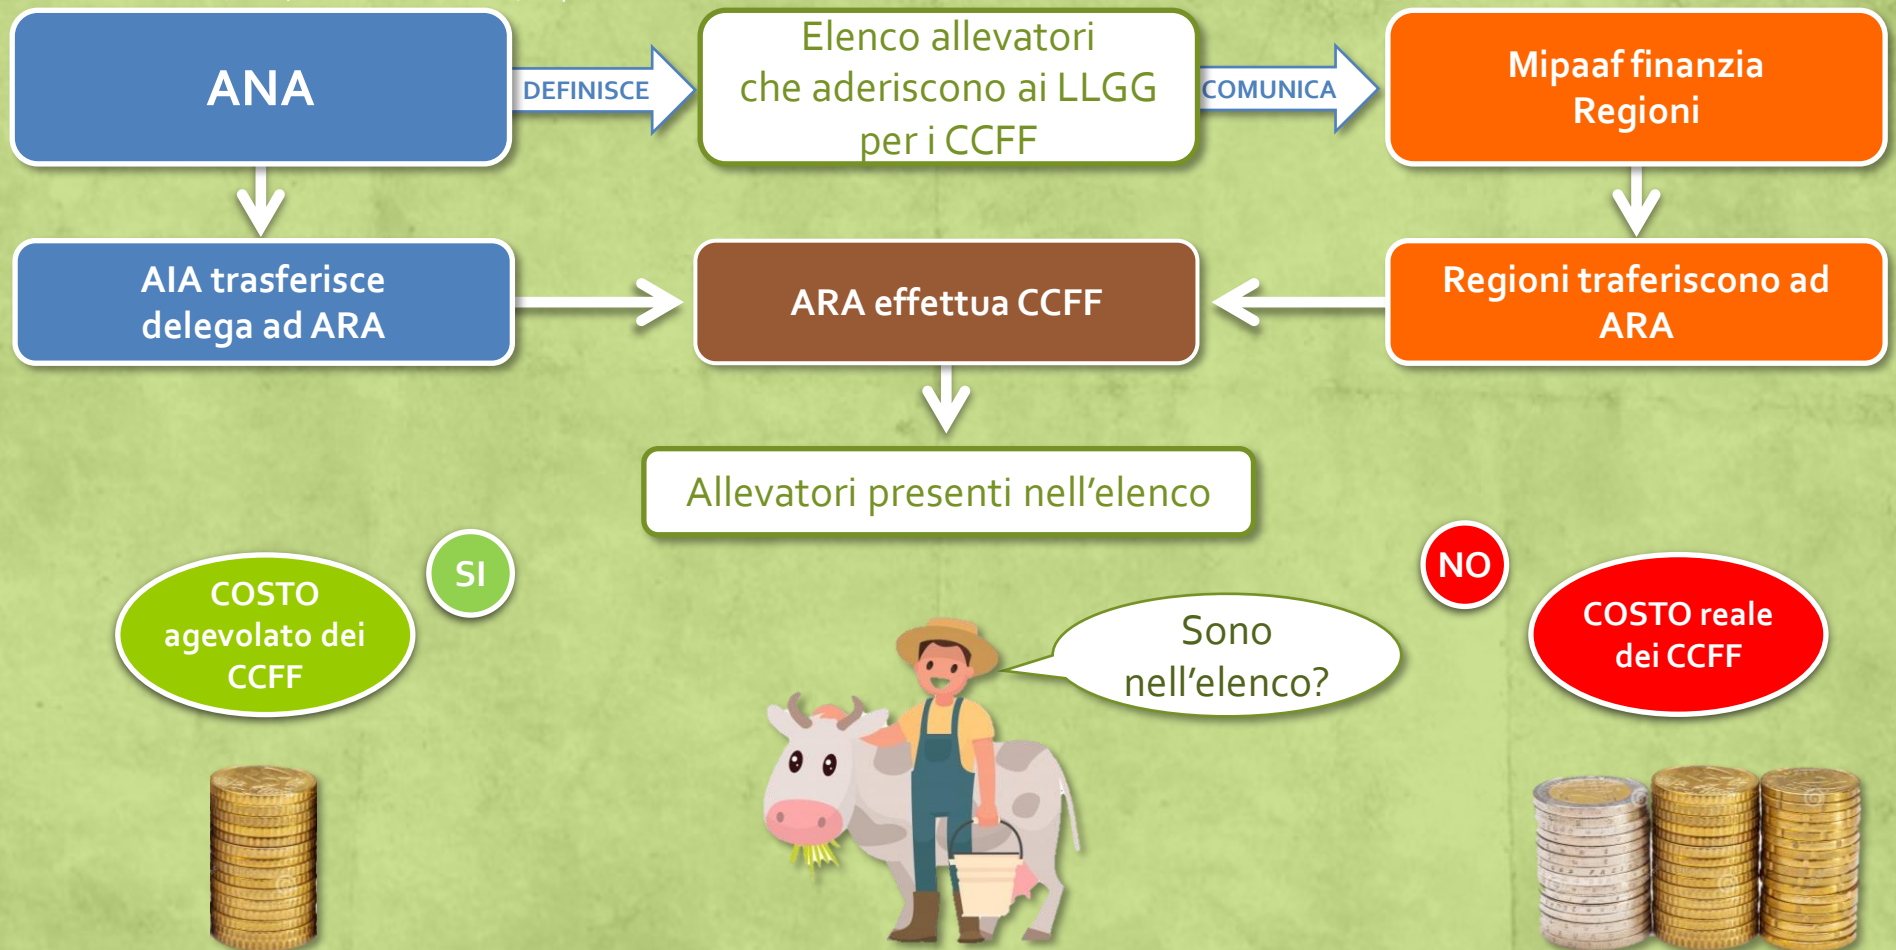 ANA
DEFINISCE
Elenco allevatori
che aderiscono ai LLGG
per i CCFF
COMUNICA
Mipaaf finanzia
Regioni
AIA trasferisce
delega ad ARA
ARA effettua CCFF
Regioni traferiscono ad
ARA
Allevatori presenti nell'elenco
SI
NO
COSTO
agevolato dei
CCFF
Sono
nell'elenco?
COSTO reale
dei CCFF